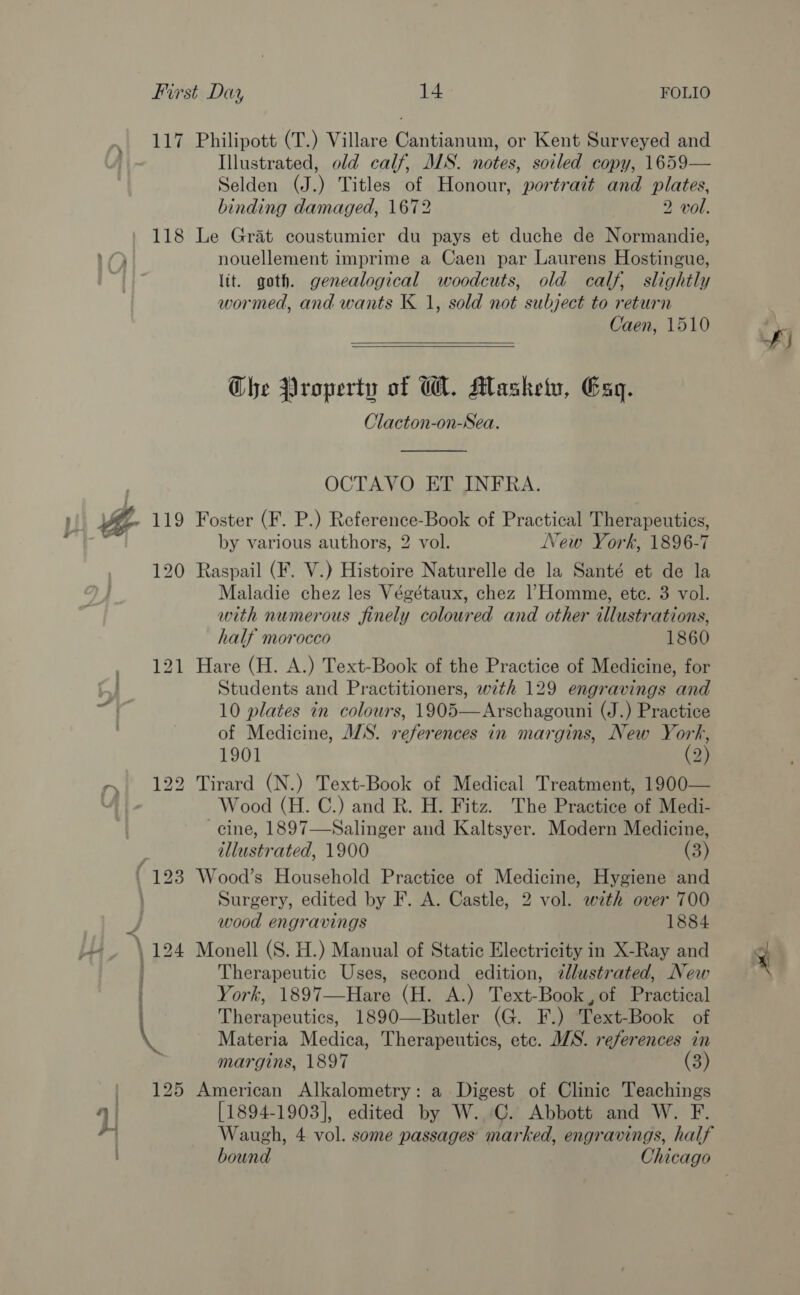 First Day 14 FOLIO
117 Philipott (T.) Villare Cantianum, or Kent Surveyed and
Illustrated, old calf, MS. notes, soiled copy, 1659—
Selden (J.) Titles of Honour, portrait and plates,
binding damaged, 1672 2 vol.
118 Le Grāt coustumier du pays et duche de Normandie,
nouellement imprime a Caen par Laurens Hostingue,
lit. goth. genealogical woodcuts, old calf, slightly
wormed, and wants K 1, sold not subject to return
Caen, 1510
The Property of W. Maskew, Esq.
Clacton-on-Sea.
OCTAVO ET INFRA.
119 Foster (F. P.) Reference-Book of Practical Therapeutics,
by various authors, 2 vol. New York, 1896-7
120 Raspail (F. V.) Histoire Naturelle de la Santé et de la
Maladie chez les Végétaux, chez l'Homme, etc. 3 vol.
with numerous finely coloured and other illustrations,
half morocco 1860
121 Hare (H. A.) Text-Book of the Practice of Medicine, for
Students and Practitioners, with 129 engravings and
10 plates in colours, 1905—Arschagouni (J.) Practice
of Medicine, MS. references in margins, New York,
1901 (2)
122 Tirard (N.) Text-Book of Medical Treatment, 1900—
Wood (H. C.) and R. H. Fitz. The Practice of Medi-
cine, 1897—Salinger and Kaltsyer. Modern Medicine,
illustrated, 1900 (3)
123 Wood's Household Practice of Medicine, Hygiene and
Surgery, edited by F. A. Castle, 2 vol. with over 700
wood engravings 1884
124 Monell (S. H.) Manual of Static Electricity in X-Ray and
Therapeutic Uses, second edition, illustrated, New
York, 1897—Hare (H. A.) Text-Book of Practical
Therapeutics, 1890—Butler (G. F.) Text-Book of
Materia Medica, Therapeutics, etc. MS. references in
margins, 1897 (3)
125 American Alkalometry: a Digest of Clinic Teachings
[1894-1903], edited by W. C. Abbott and W. F.
Waugh, 4 vol. some passages marked, engravings, half
bound Chicago